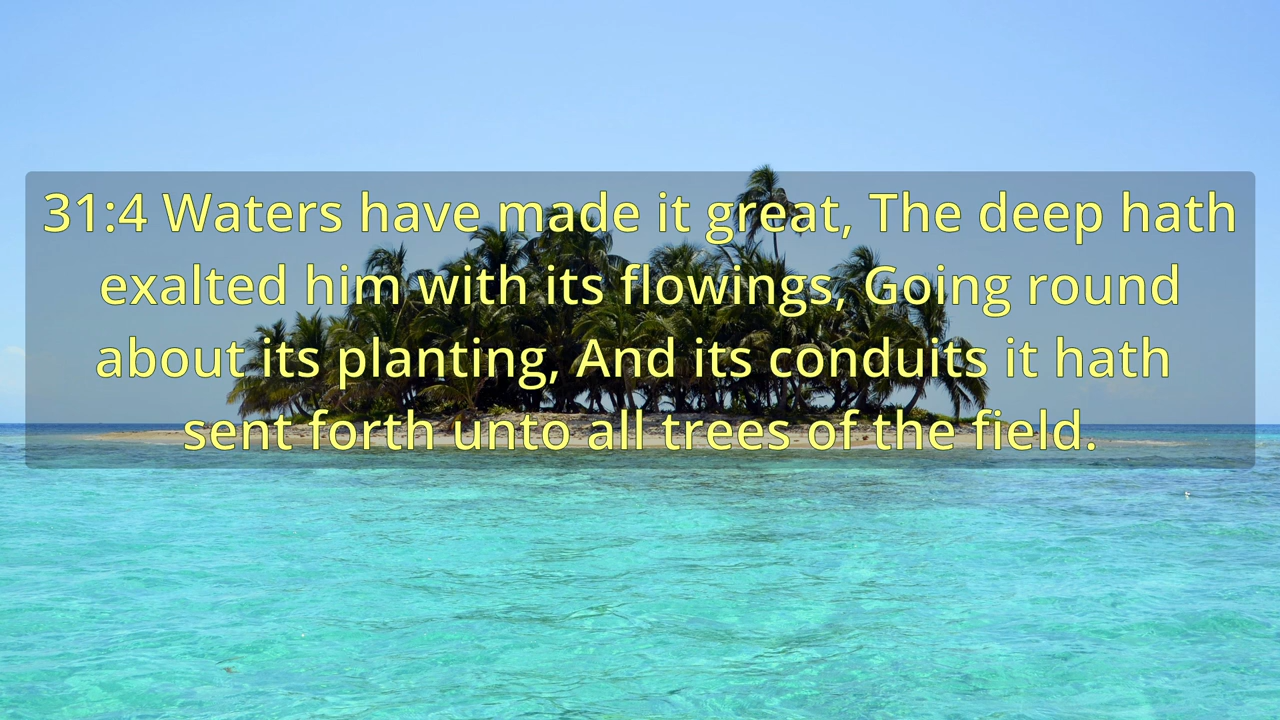 31:4 Waters have made it great, The deep hath
exalted him with its flowings, Going round
about its planting, And its conduits it hath
sent forth unto all trees of the field.